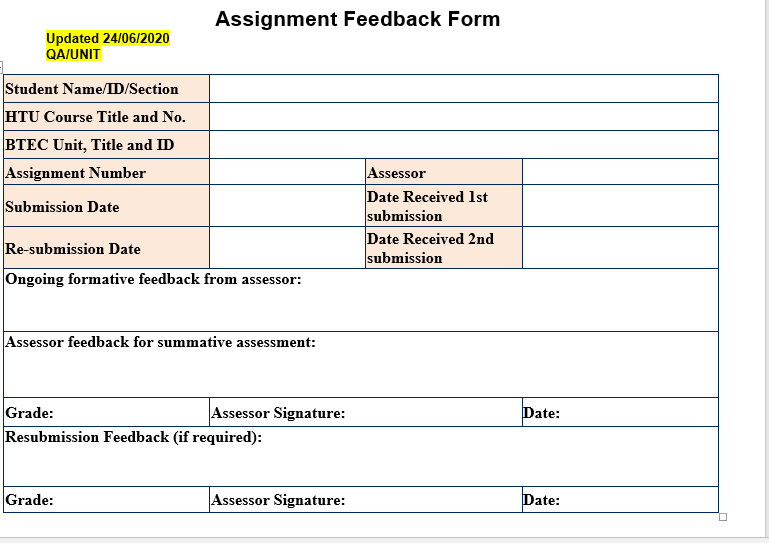 Assignment Feedback Form
Updated 24/06/2020
QA/UNIT
Student Name/ID/Section
HTU Course Title and No.
BTEC Unit, Title and ID
Assignment Number
Assessor
Submission Date
Date Received 1st
submission
Re-submission Date
Date Received 2nd
submission
Ongoing formative feedback from assessor:
Assessor feedback for summative assessment:
Grade:
Assessor Signature:
Date:
Resubmission Feedback (if required):
Grade:
Assessor Signature:
Date: